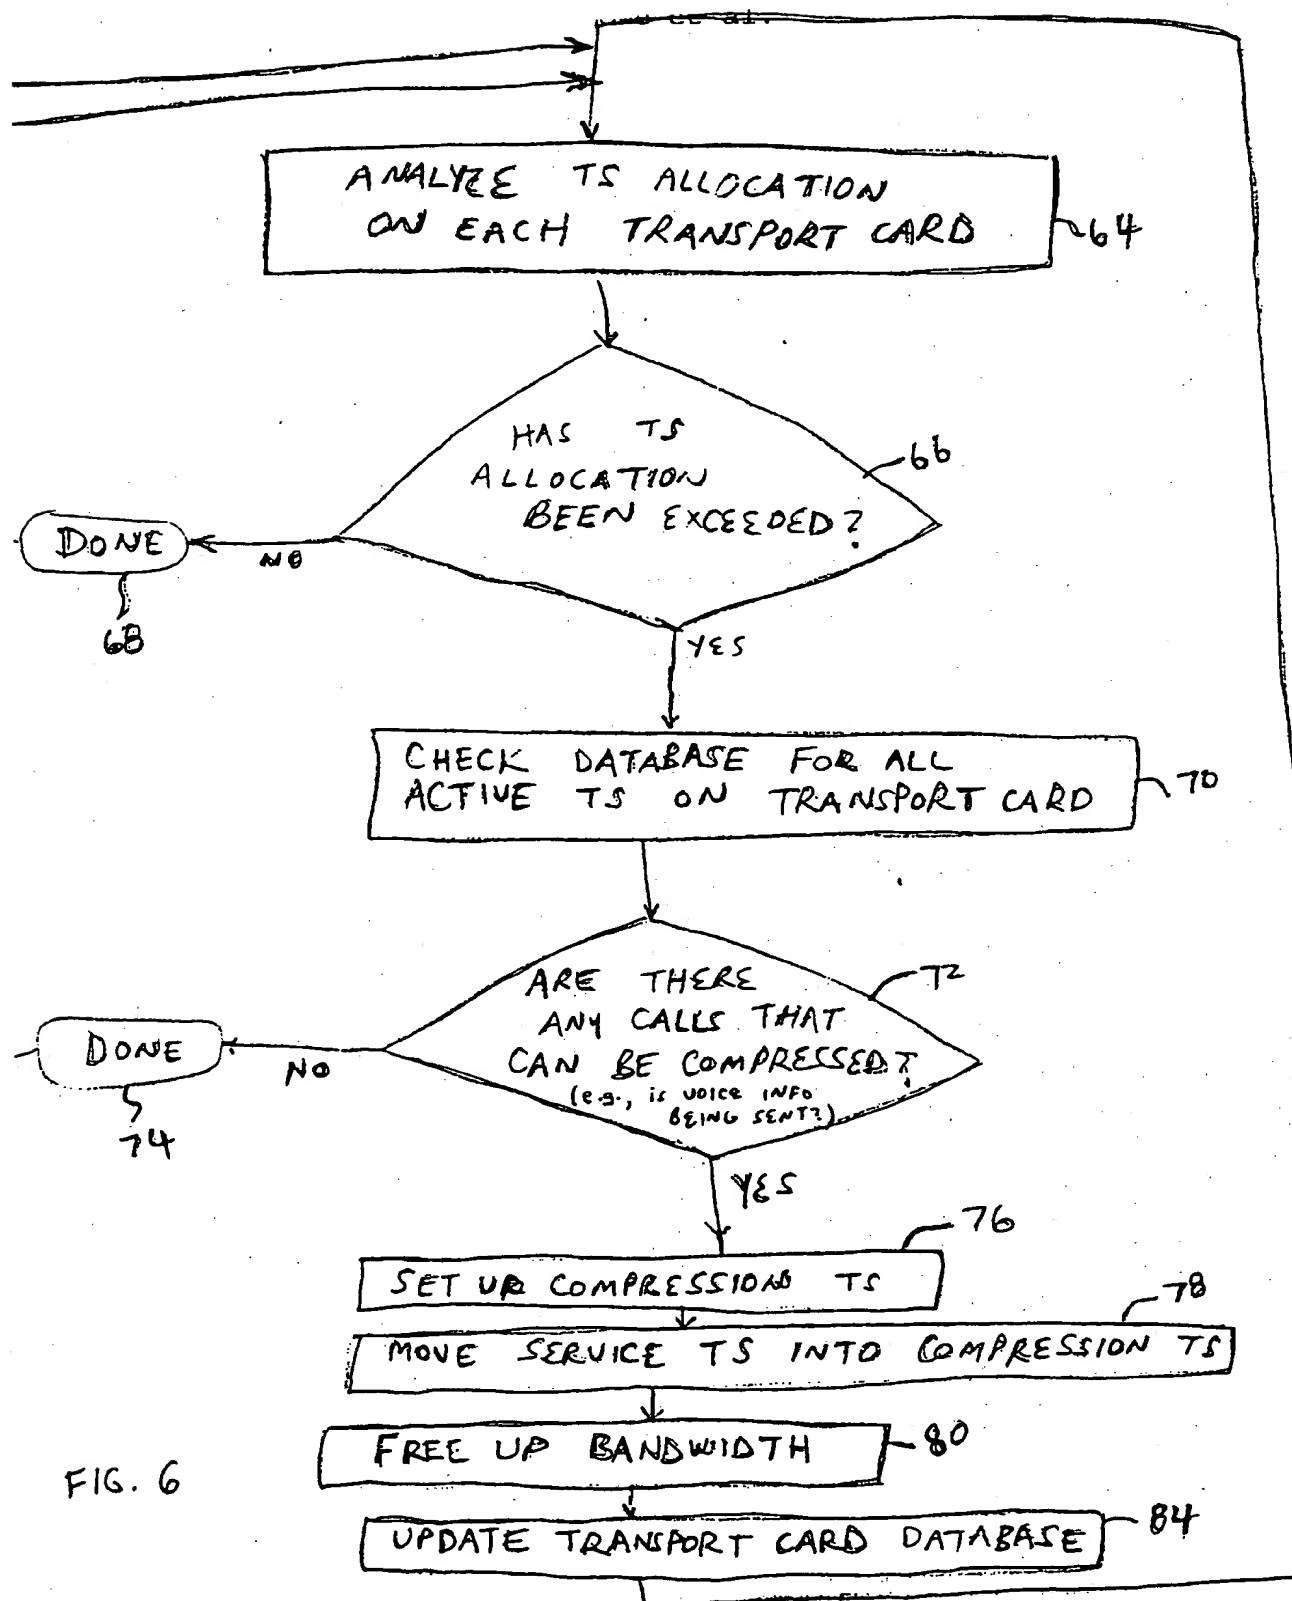 et al.
ANALYZE TS ALLOCATION
ON EACH TRANSPORT CARD
64
HAS TS
ALLOCATION
BEEN EXCEEDED?
66
DONE
NO
68
YES
CHECK DATABASE FOR ALL
ACTIVE TS ON TRANSPORT CARD
70
ARE THERE
ANY CALLS THAT
CAN BE COMPRESSED?
(e.g., is VOICE INFO
BEING SENT?)
72
DONE
NO
74
YES
76
SET UP COMPRESSION TS
78
MOVE SERVICE TS INTO COMPRESSION TS
FREE UP BANDWIDTH
80
FIG. 6
UPDATE TRANSPORT CARD DATABASE
84